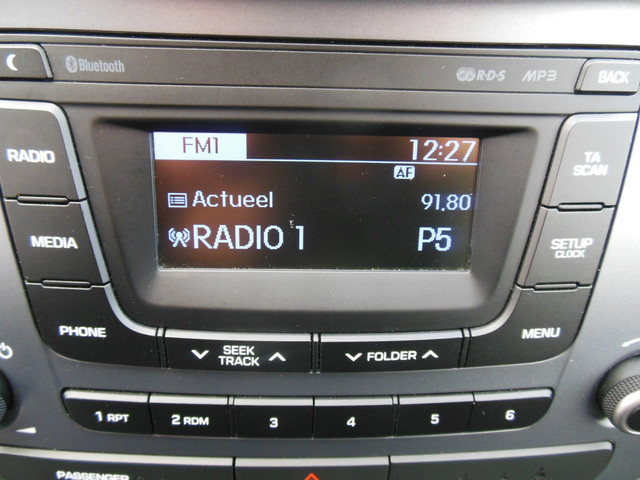 Bluetooth R·D·S MP3 BACK
FM1 12:27
AF
Actueel 91.80
RADIO 1 P5
RADIO
MEDIA
PHONE
TA
SCAN
SETUP
CLOCK
MENU
SEEK
TRACK
FOLDER
1 RPT 2 RDM 3 4 5 6
PASSENGER